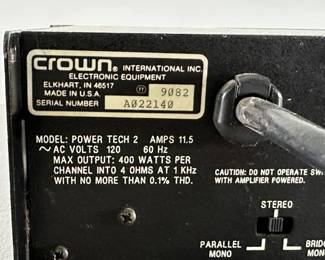 crown® INTERNATIONAL INC.
ELECTRONIC EQUIPMENT
ELKHART, IN 46517
MADE IN U.S.A 9082
SERIAL NUMBER A022140
MODEL: POWER TECH 2 AMPS 11.5
~ AC VOLTS 120 60 Hz
MAX OUTPUT: 400 WATTS PER
CHANNEL INTO 4 OHMS AT 1 KHz
WITH NO MORE THAN 0.1% THD.
CAUTION: DO NOT OPERATE SWI
WITH AMPLIFIER POWERED.
STEREO
PARALLEL
MONO
BRIDG
MONO